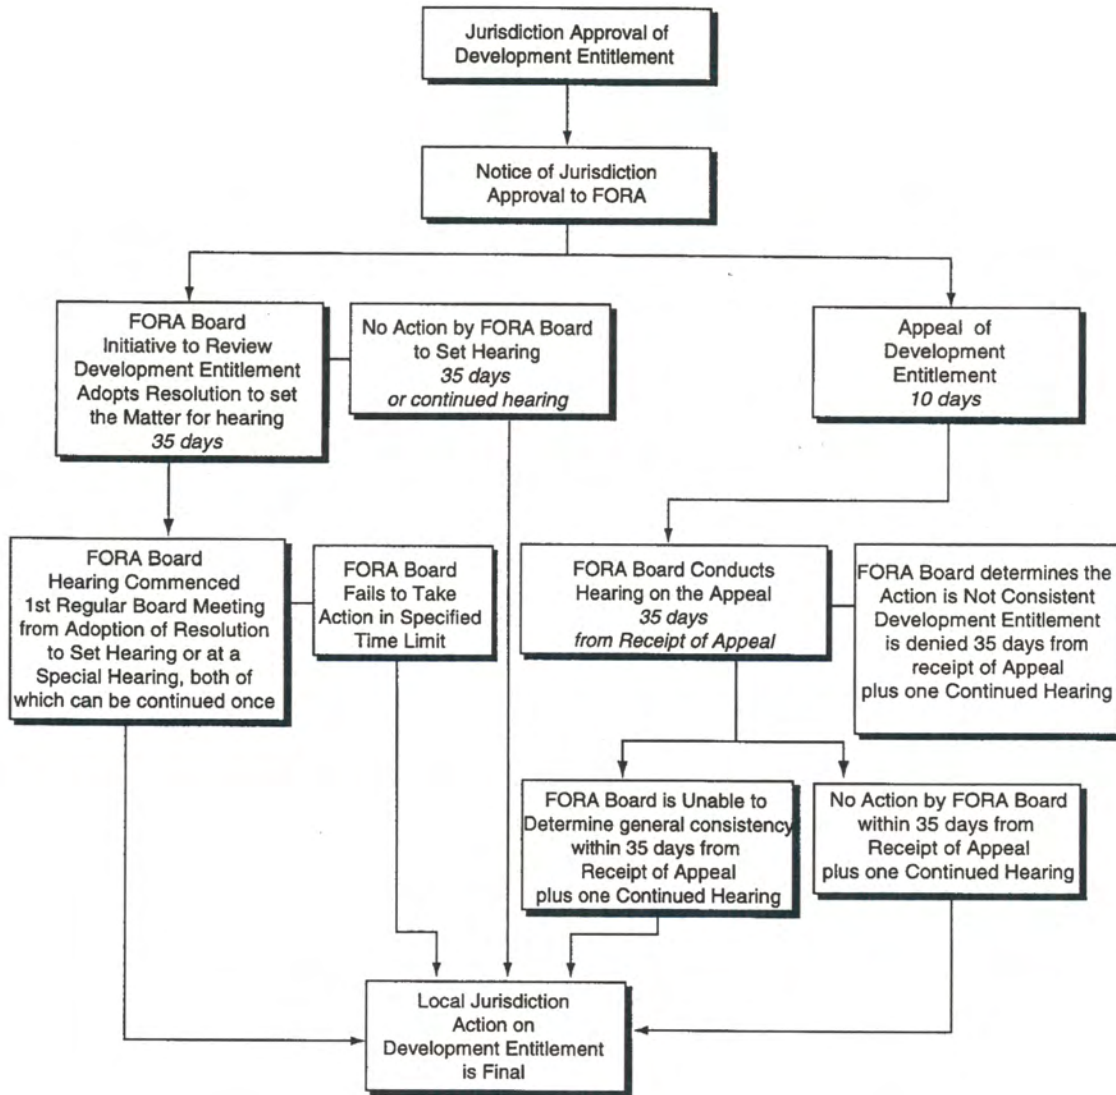 Jurisdiction Approval of
Development Entitlement
Notice of Jurisdiction
Approval to FORA
FORA Board
Initiative to Review
Development Entitlement
Adopts Resolution to set
the Matter for hearing
35 days
No Action by FORA Board
to Set Hearing
35 days
or continued hearing
Appeal of
Development
Entitlement
10 days
FORA Board
Hearing Commenced
1st Regular Board Meeting
from Adoption of Resolution
to Set Hearing or at a
Special Hearing, both of
which can be continued once
FORA Board
Fails to Take
Action in Specified
Time Limit
FORA Board Conducts
Hearing on the Appeal
35 days
from Receipt of Appeal
FORA Board determines the
Action is Not Consistent
Development Entitlement
is denied 35 days from
receipt of Appeal
plus one Continued Hearing
FORA Board is Unable to
Determine general consistency
within 35 days from
Receipt of Appeal
plus one Continued Hearing
No Action by FORA Board
within 35 days from
Receipt of Appeal
plus one Continued Hearing
Local Jurisdiction
Action on
Development Entitlement
is Final